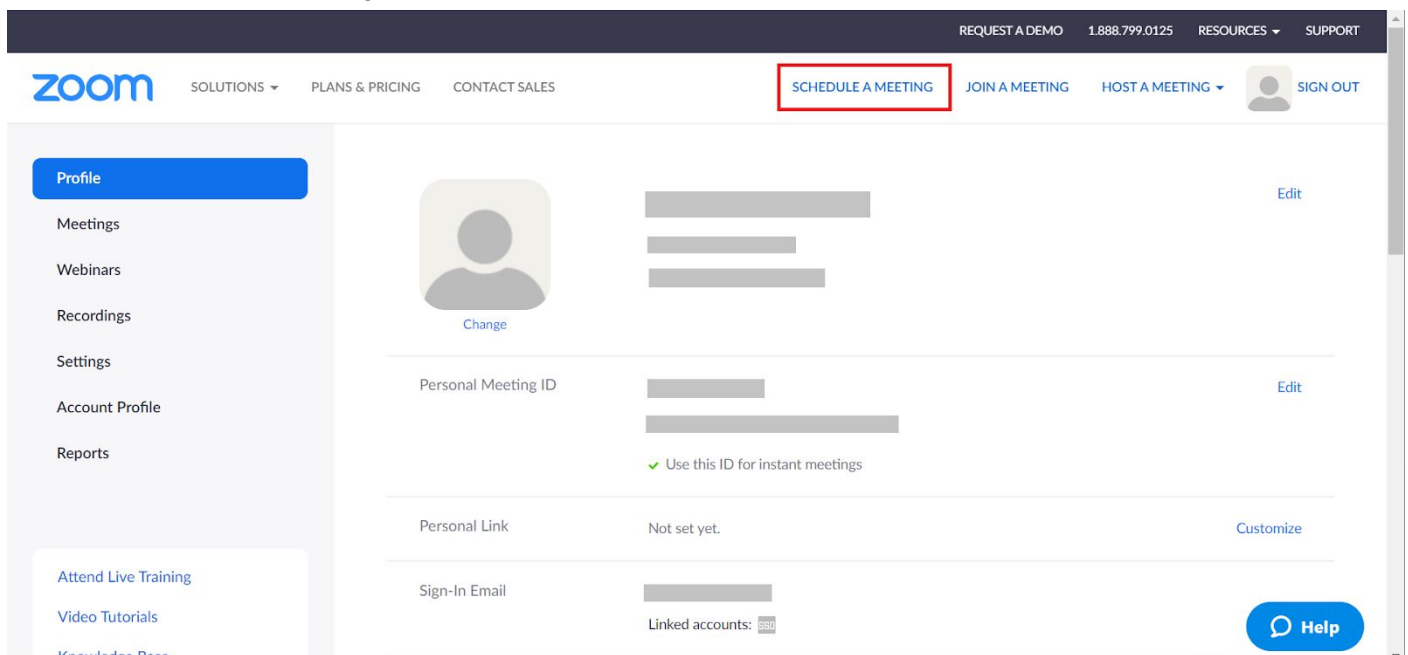 REQUEST A DEMO 1.888.799.0125 RESOURCES SUPPORT
zoom SOLUTIONS PLANS & PRICING CONTACT SALES SCHEDULE A MEETING JOIN A MEETING HOST A MEETING SIGN OUT
Profile
Meetings
Webinars
Recordings
Settings
Account Profile
Reports
Attend Live Training
Video Tutorials
Knowledge Base
Edit
Change
Personal Meeting ID
Edit
Use this ID for instant meetings
Personal Link Not set yet. Customize
Sign-In Email
Linked accounts: SSO
Help